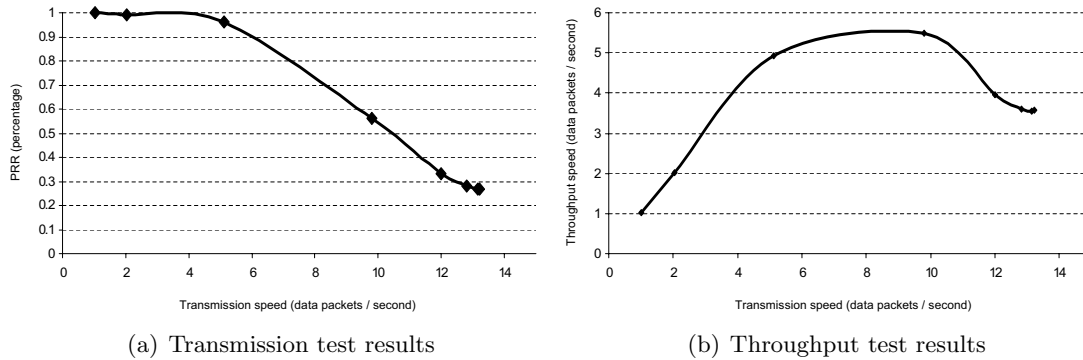 1
0.9
0.8
0.7
0.6
0.5
0.4
0.3
0.2
0.1
0
PRR (percentage)
0 2 4 6 8 10 12 14
Transmission speed (data packets / second)
(a) Transmission test results
6
5
4
3
2
1
0
Throughput speed (data packets / second)
0 2 4 6 8 10 12 14
Transmission speed (data packets / second)
(b) Throughput test results